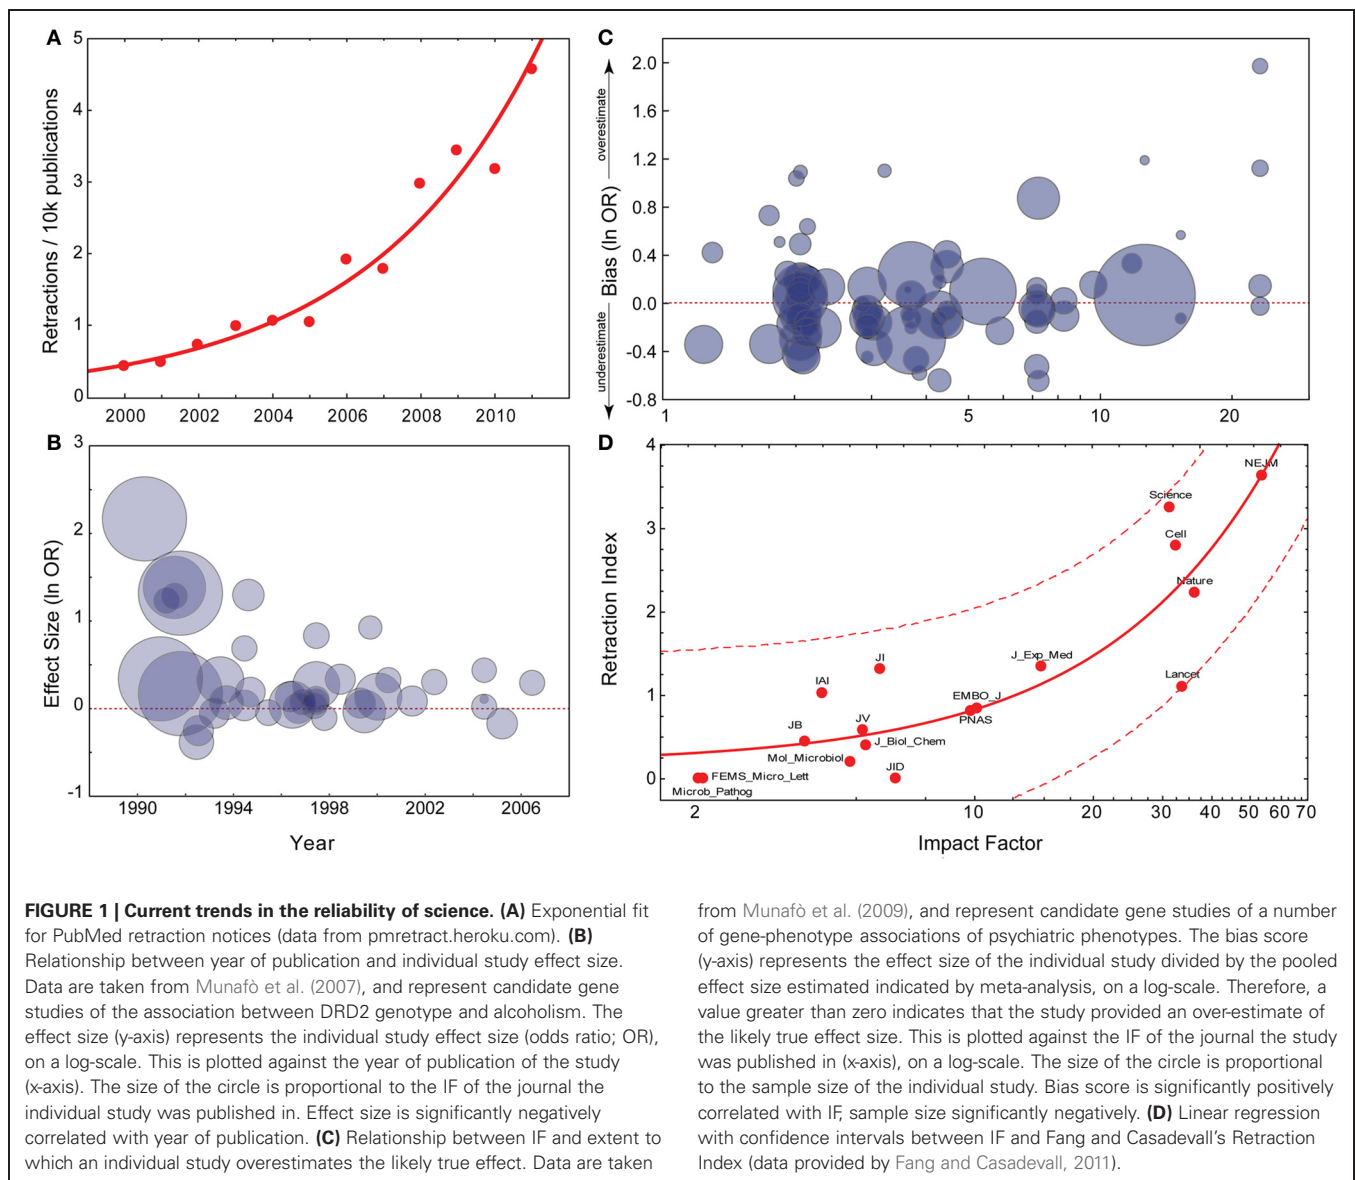 A
5
4
3
2
1
0
Retractions / 10k publications
2000 2002 2004 2006 2008 2010
B
3
2
1
0
-1
Effect Size (ln OR)
1990 1994 1998 2002 2006
Year
C
2.0
1.6
1.2
0.8
0.4
0.0
-0.4
-0.8
underestimate
Bias (ln OR)
overestimate
1 5 10 20
D
4
3
2
1
0
Retraction Index
NEJM
Science
Cell
Nature
J_Exp_Med
JI
Lancet
IAI
EMBO_J
PNAS
JV
JB
J_Biol_Chem
Mol_Microbiol
JID
FEMS_Micro_Lett
Microb_Pathog
2 10 20 30 40 50 60 70
Impact Factor
FIGURE 1 | Current trends in the reliability of science. (A) Exponential fit
for PubMed retraction notices (data from pmretract.heroku.com). (B)
Relationship between year of publication and individual study effect size.
Data are taken from Munafò et al. (2007), and represent candidate gene
studies of the association between DRD2 genotype and alcoholism. The
effect size (y-axis) represents the individual study effect size (odds ratio; OR),
on a log-scale. This is plotted against the year of publication of the study
(x-axis). The size of the circle is proportional to the IF of the journal the
individual study was published in. Effect size is significantly negatively
correlated with year of publication. (C) Relationship between IF and extent to
which an individual study overestimates the likely true effect. Data are taken
from Munafò et al. (2009), and represent candidate gene studies of a number
of gene-phenotype associations of psychiatric phenotypes. The bias score
(y-axis) represents the effect size of the individual study divided by the pooled
effect size estimated indicated by meta-analysis, on a log-scale. Therefore, a
value greater than zero indicates that the study provided an over-estimate of
the likely true effect size. This is plotted against the IF of the journal the study
was published in (x-axis), on a log-scale. The size of the circle is proportional
to the sample size of the individual study. Bias score is significantly positively
correlated with IF, sample size significantly negatively. (D) Linear regression
with confidence intervals between IF and Fang and Casadevall's Retraction
Index (data provided by Fang and Casadevall, 2011).